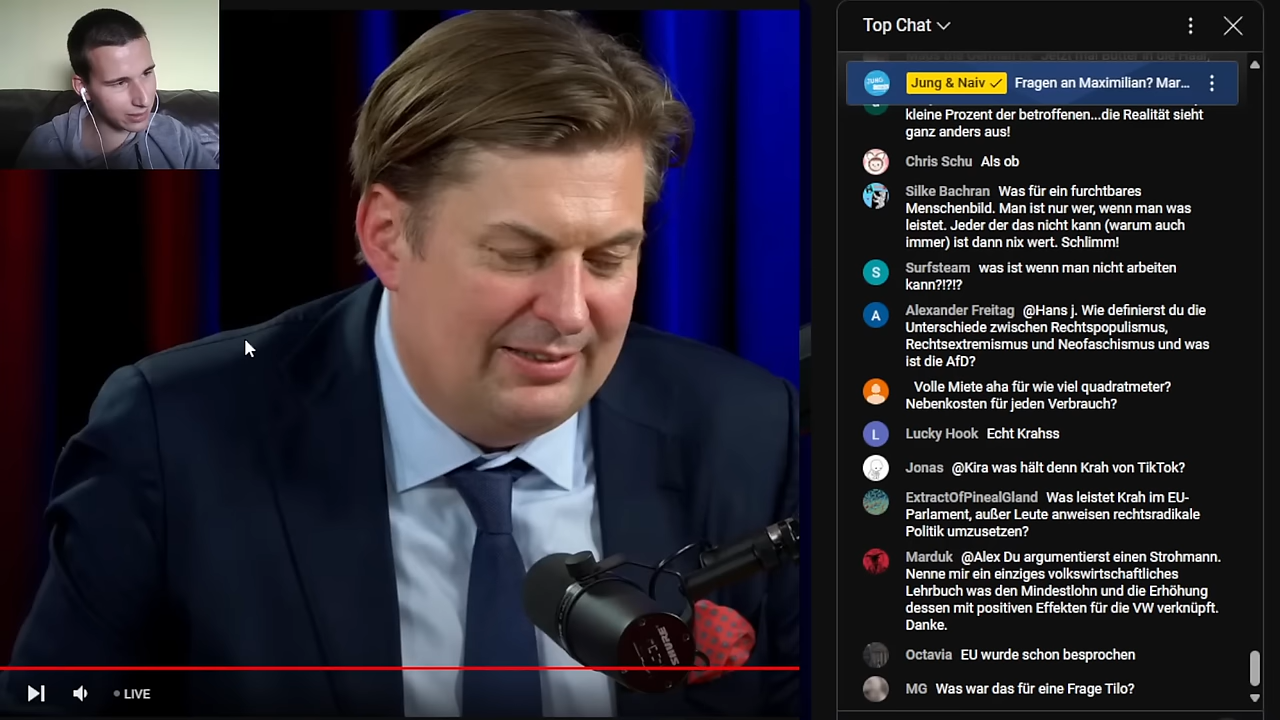 Top Chat
Jung & Naiv Fragen an Maximilian? Mar...
kleine Prozent der betroffenen...die Realität sieht
ganz anders aus!
Chris Schu Als ob
Silke Bachran Was für ein furchtbares
Menschenbild. Man ist nur wer, wenn man was
leistet. Jeder der das nicht kann (warum auch
immer) ist dann nix wert. Schlimm!
S Surfsteam was ist wenn man nicht arbeiten
kann?!?!?
A Alexander Freitag @Hans j. Wie definierst du die
Unterschiede zwischen Rechtspopulismus,
Rechtsextremismus und Neofaschismus und was
ist die AfD?
Volle Miete aha für wie viel quadratmeter?
Nebenkosten für jeden Verbrauch?
L Lucky Hook Echt Krahss
Jonas @Kira was hält denn Krah von TikTok?
ExtractOfPinealGland Was leistet Krah im EU-
Parlament, außer Leute anweisen rechtsradikale
Politik umzusetzen?
Marduk @Alex Du argumentierst einen Strohmann.
Nenne mir ein einziges volkswirtschaftliches
Lehrbuch was den Mindestlohn und die Erhöhung
dessen mit positiven Effekten für die VW verknüpft.
Danke.
Octavia EU wurde schon besprochen
MG Was war das für eine Frage Tilo?
SHURE
LIVE